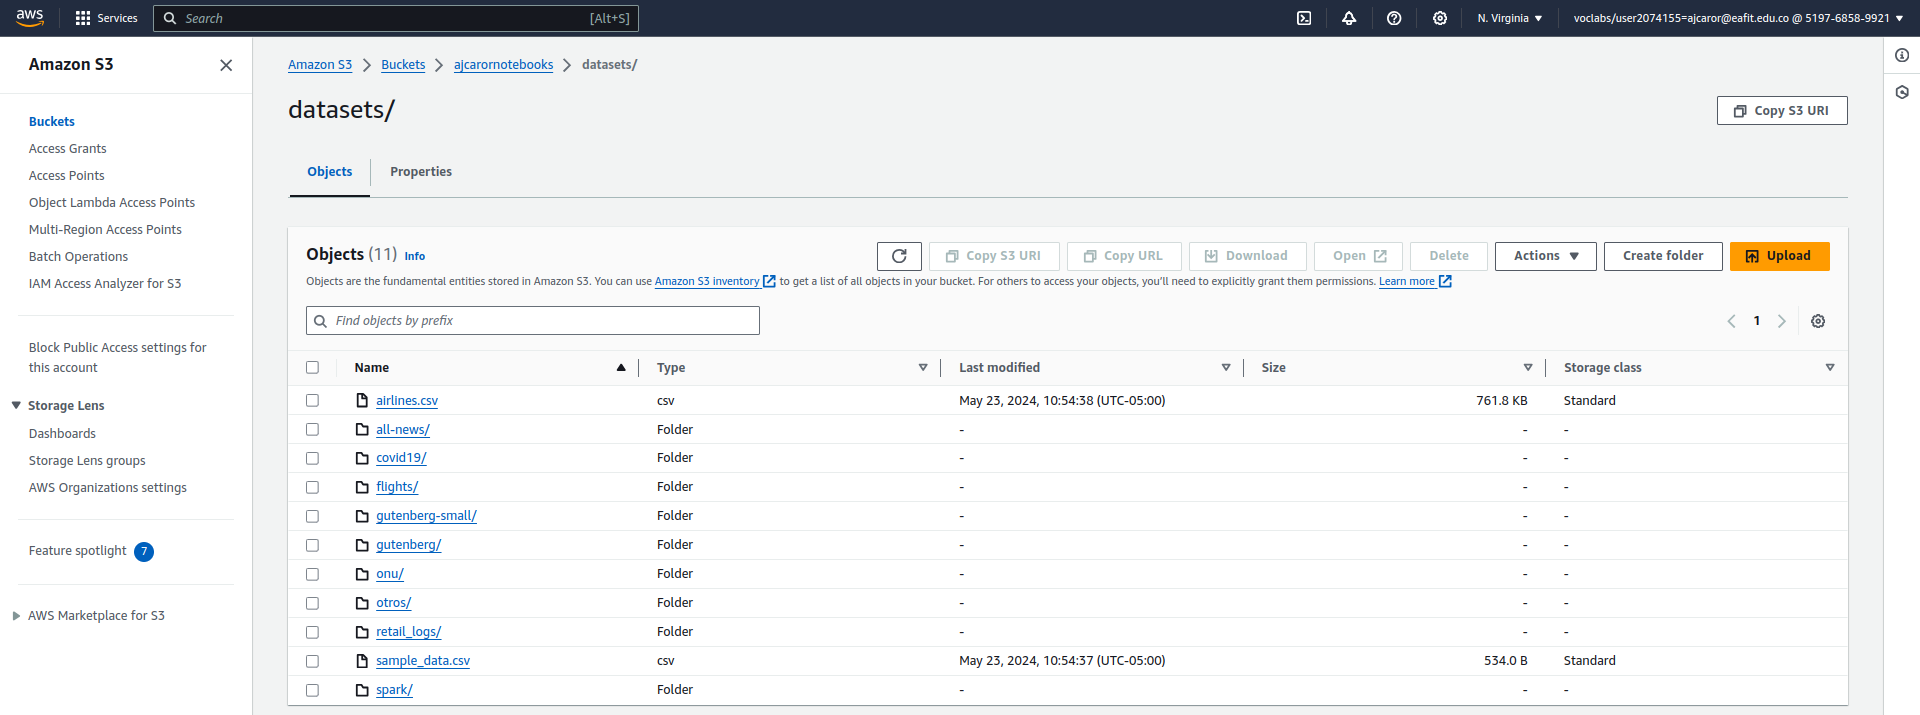 aws Services Search [Alt+S] N. Virginia voclabs/user2074155=ajcaror@eafit.edu.co @ 5197-6858-9921
Amazon S3
Buckets
Access Grants
Access Points
Object Lambda Access Points
Multi-Region Access Points
Batch Operations
IAM Access Analyzer for S3
Block Public Access settings for
this account
Storage Lens
Dashboards
Storage Lens groups
AWS Organizations settings
Feature spotlight 7
AWS Marketplace for S3
Amazon S3 Buckets ajcarornotebooks datasets/
datasets/
Copy S3 URI
Objects Properties
Objects (11) Info
Copy S3 URI Copy URL Download Open Delete Actions Create folder Upload
Objects are the fundamental entities stored in Amazon S3. You can use Amazon S3 inventory to get a list of all objects in your bucket. For others to access your objects, you'll need to explicitly grant them permissions. Learn more
Find objects by prefix
1
Name Type Last modified Size Storage class
airlines.csv csv May 23, 2024, 10:54:38 (UTC-05:00) 761.8 KB Standard
all-news/ Folder - - -
covid19/ Folder - - -
flights/ Folder - - -
gutenberg-small/ Folder - - -
gutenberg/ Folder - - -
onu/ Folder - - -
otros/ Folder - - -
retail_logs/ Folder - - -
sample_data.csv csv May 23, 2024, 10:54:37 (UTC-05:00) 534.0 B Standard
spark/ Folder - - -